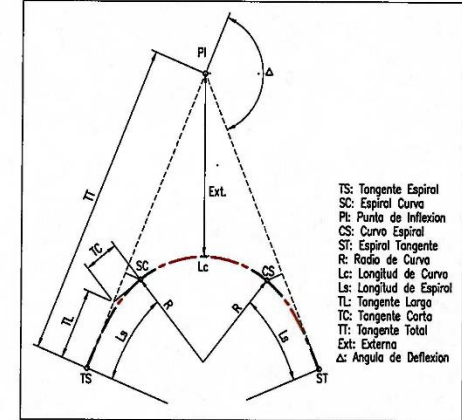 PI
Δ
TT
Ext.
TC
SC
Lc
CS
TL
R
R
Ls
Ls
TS
ST
TS: Tangente Espiral
SC: Espiral Curva
PI: Punto de Inflexion
CS: Curva Espiral
ST: Espiral Tangente
R: Radio de Curva
Lc: Longitud de Curva
Ls: Longitud de Espiral
TL: Tangente Larga
TC: Tangente Corta
TT: Tangente Total
Ext: Externa
Δ: Angulo de Deflexion